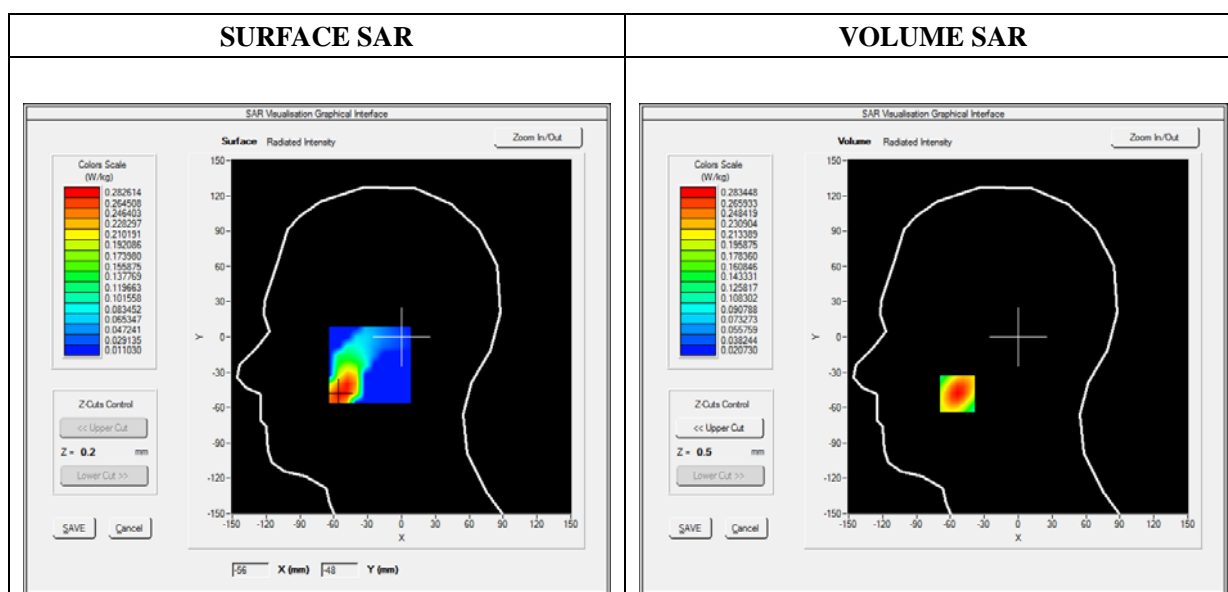 SURFACE SAR
VOLUME SAR
SAR Visualisation Graphical Interface
Surface Radiated Intensity
Zoom In/Out
Colors Scale
(W/kg)
0.282614
0.264508
0.246403
0.228297
0.210191
0.192086
0.173980
0.155875
0.137769
0.119663
0.101558
0.083452
0.065347
0.047241
0.029135
0.011030
Z-Cuts Control
<< Upper Cut
Z = 0.2 mm
Lower Cut >>
SAVE Cancel
150
120
90
60
30
Y 0
-30
-60
-90
-120
-150
-150 -120 -90 -60 -30 0 30 60 90 120 150
X
-56 X (mm) -48 Y (mm)
SAR Visualisation Graphical Interface
Volume Radiated Intensity
Zoom In/Out
Colors Scale
(W/kg)
0.283448
0.265933
0.248419
0.230904
0.213389
0.195875
0.178360
0.160846
0.143331
0.125817
0.108302
0.090788
0.073273
0.055759
0.038244
0.020730
Z-Cuts Control
<< Upper Cut
Z = 0.5 mm
Lower Cut >>
SAVE Cancel
150
120
90
60
30
Y 0
-30
-60
-90
-120
-150
-150 -120 -90 -60 -30 0 30 60 90 120 150
X